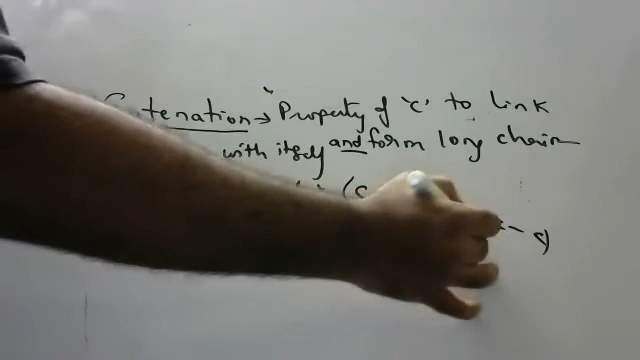 Catenation → "Property of 'C' to link
with itself and form long chain
(C